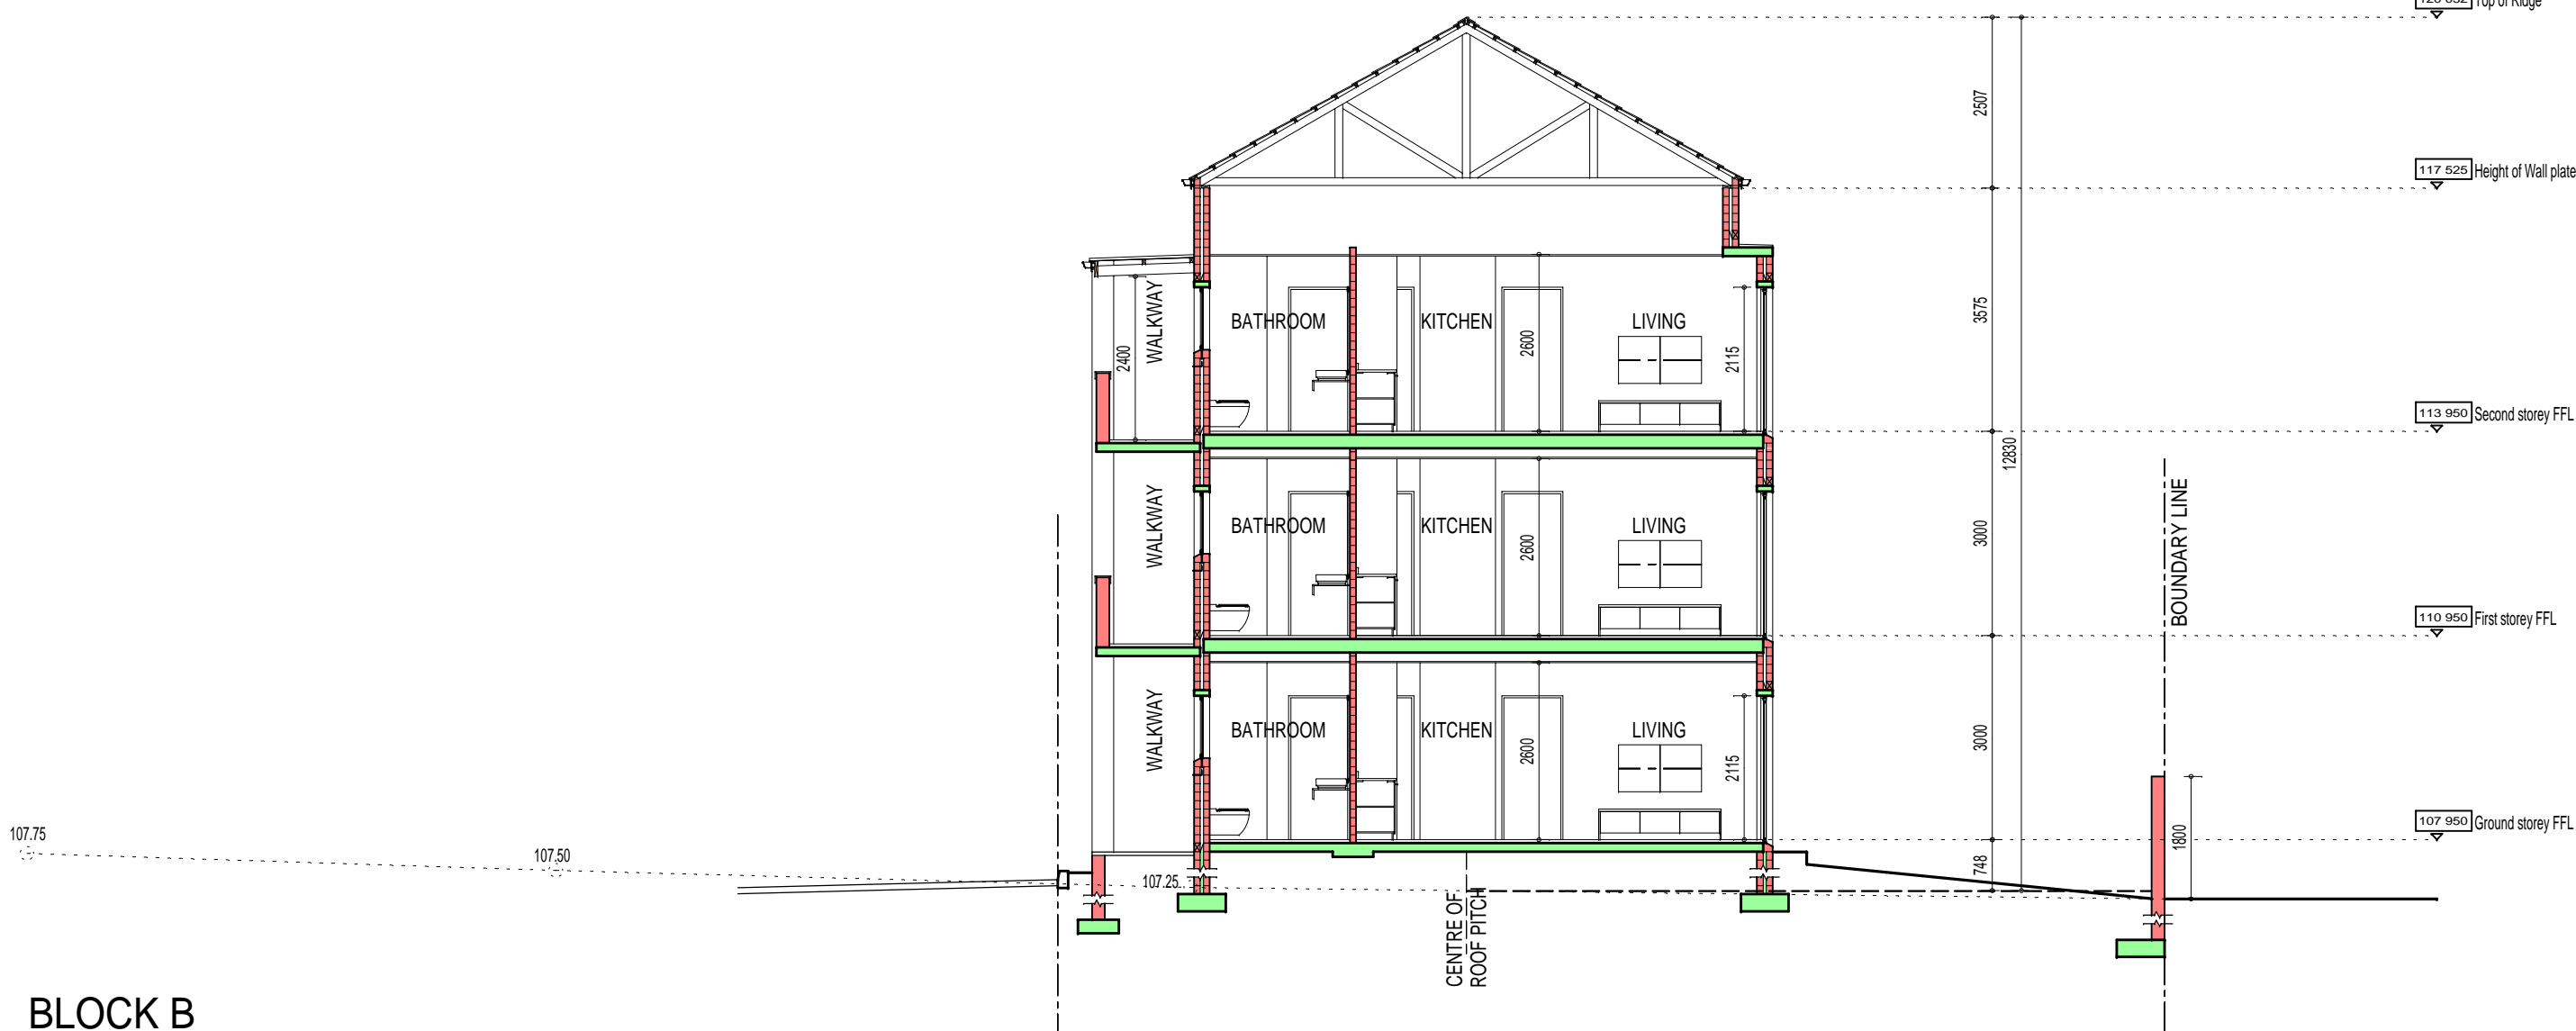 120 032 Top of Ridge
2507
117 525 Height of Wall plate
WALKWAY
2400
BATHROOM
KITCHEN
2600
LIVING
2115
3575
113 950 Second storey FFL
12830
WALKWAY
BATHROOM
KITCHEN
2600
LIVING
3000
BOUNDARY LINE
110 950 First storey FFL
WALKWAY
BATHROOM
KITCHEN
2600
LIVING
2115
3000
1800
107 950 Ground storey FFL
107.75
107.50
107.25
748
CENTRE OF
ROOF PITCH
BLOCK B